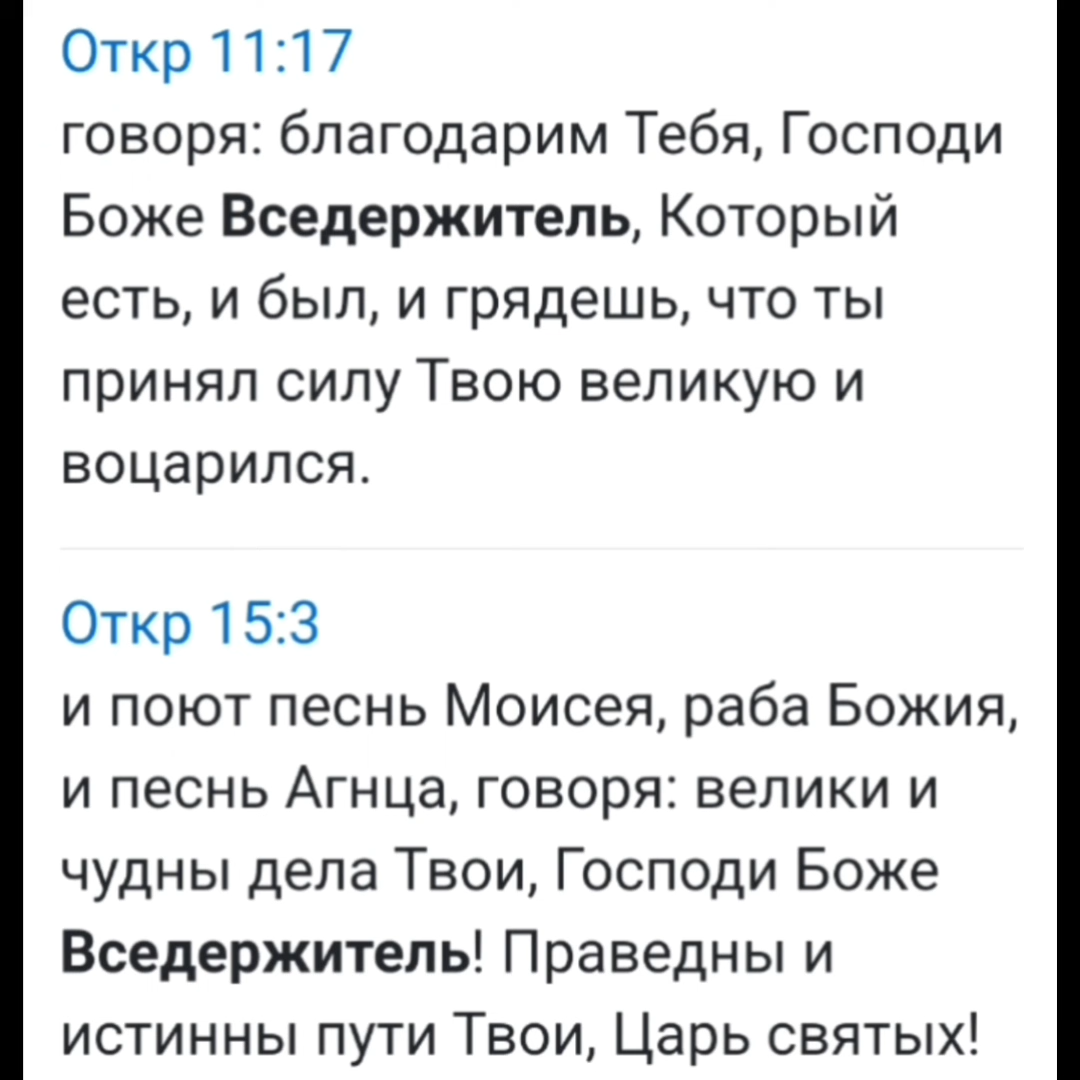 Откр 11:17
говоря: благодарим Тебя, Господи
Боже Вседержитель, Который
есть, и был, и грядешь, что ты
принял силу Твою великую и
воцарился.
Откр 15:3
и поют песнь Моисея, раба Божия,
и песнь Агнца, говоря: велики и
чудны дела Твои, Господи Боже
Вседержитель! Праведны и
истинны пути Твои, Царь святых!